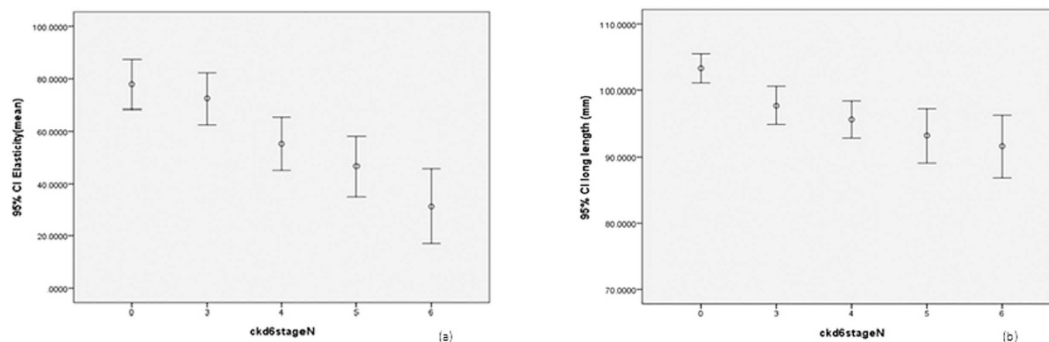 95% CI Elasticity(mean)
100.0000
80.0000
60.0000
40.0000
20.0000
.0000
0 3 4 5 6
ckd6stageN
(a)
95% CI long length (mm)
110.0000
100.0000
90.0000
80.0000
70.0000
0 3 4 5 6
ckd6stageN
(b)